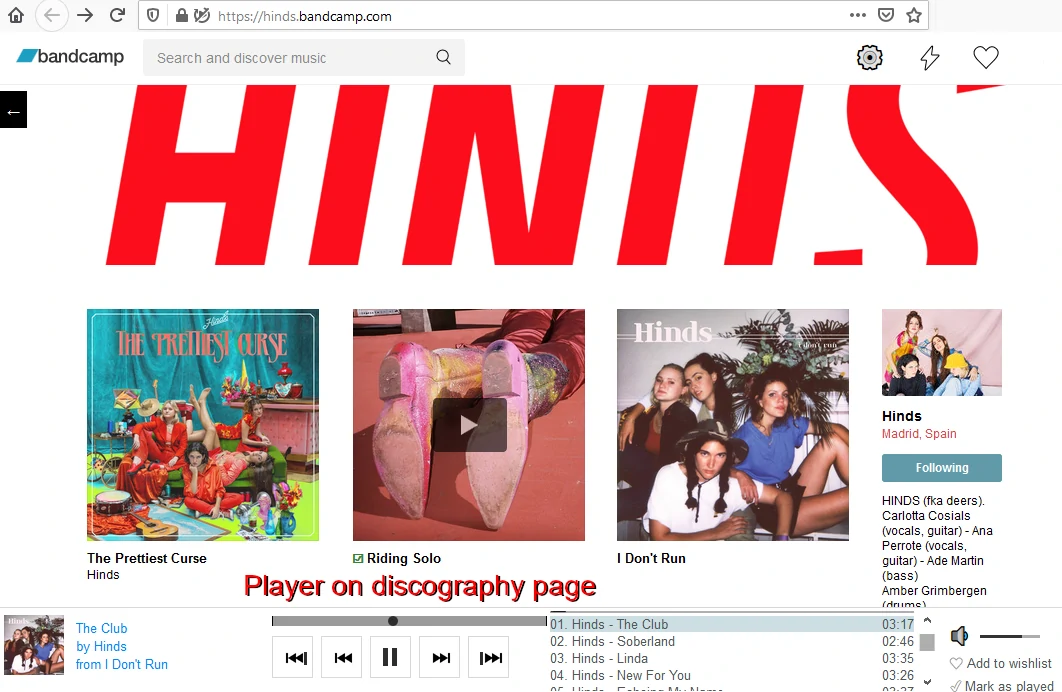 https://hinds.bandcamp.com
bandcamp
Search and discover music
←
HINDS
Hinds
THE PRETTIEST CURSE
Hinds
I don't run
The Prettiest Curse
Hinds
Riding Solo
I Don't Run
Hinds
Madrid, Spain
Following
HINDS (fka deers).
Carlotta Cosials
(vocals, guitar) - Ana
Perrote (vocals,
guitar) - Ade Martin
(bass)
Amber Grimbergen
(drums)
Player on discography page
Hinds
The Club
by Hinds
from I Don't Run
01. Hinds - The Club 03:17
02. Hinds - Soberland 02:46
03. Hinds - Linda 03:35
04. Hinds - New For You 03:26
05. Hinds - Echoing My Name 03:37
Add to wishlist
Mark as played